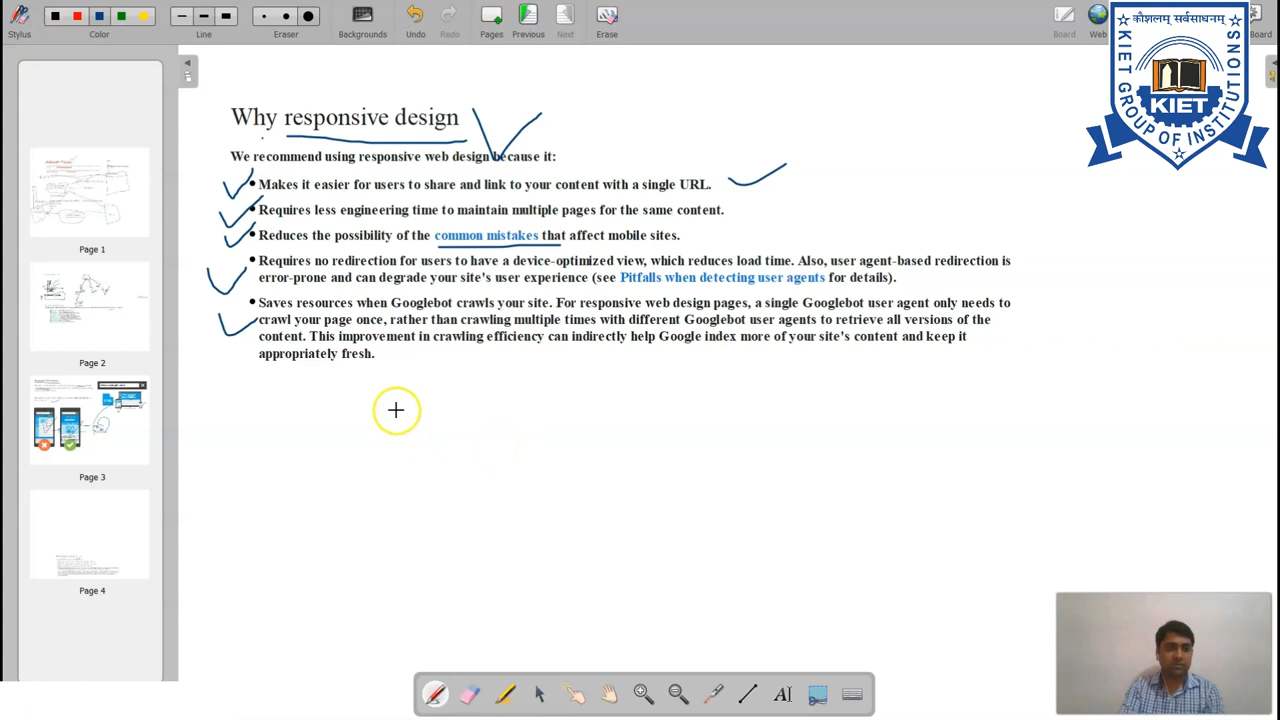 Stylus
Color
Line
Eraser
Backgrounds
Undo
Redo
Pages
Previous
Next
Erase
Board
Web
Board
कौशलम् सर्वसाधनम्
KIET GROUP OF INSTITUTIONS
KIET
Why responsive design
We recommend using responsive web design because it:
• Makes it easier for users to share and link to your content with a single URL.
• Requires less engineering time to maintain multiple pages for the same content.
• Reduces the possibility of the common mistakes that affect mobile sites.
• Requires no redirection for users to have a device-optimized view, which reduces load time. Also, user agent-based redirection is
error-prone and can degrade your site's user experience (see Pitfalls when detecting user agents for details).
• Saves resources when Googlebot crawls your site. For responsive web design pages, a single Googlebot user agent only needs to
crawl your page once, rather than crawling multiple times with different Googlebot user agents to retrieve all versions of the
content. This improvement in crawling efficiency can indirectly help Google index more of your site's content and keep it
appropriately fresh.
Page 1
Page 2
Page 3
Page 4